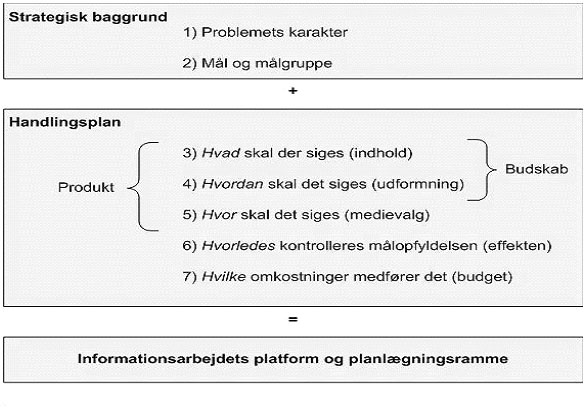 Strategisk baggrund
1) Problemets karakter
2) Mål og målgruppe
+
Handlingsplan
3) Hvad skal der siges (indhold)
Produkt
4) Hvordan skal det siges (udformning)
Budskab
5) Hvor skal det siges (medievalg)
6) Hvorledes kontrolleres målopfyldelsen (effekten)
7) Hvilke omkostninger medfører det (budget)
=
Informationsarbejdets platform og planlægningsramme